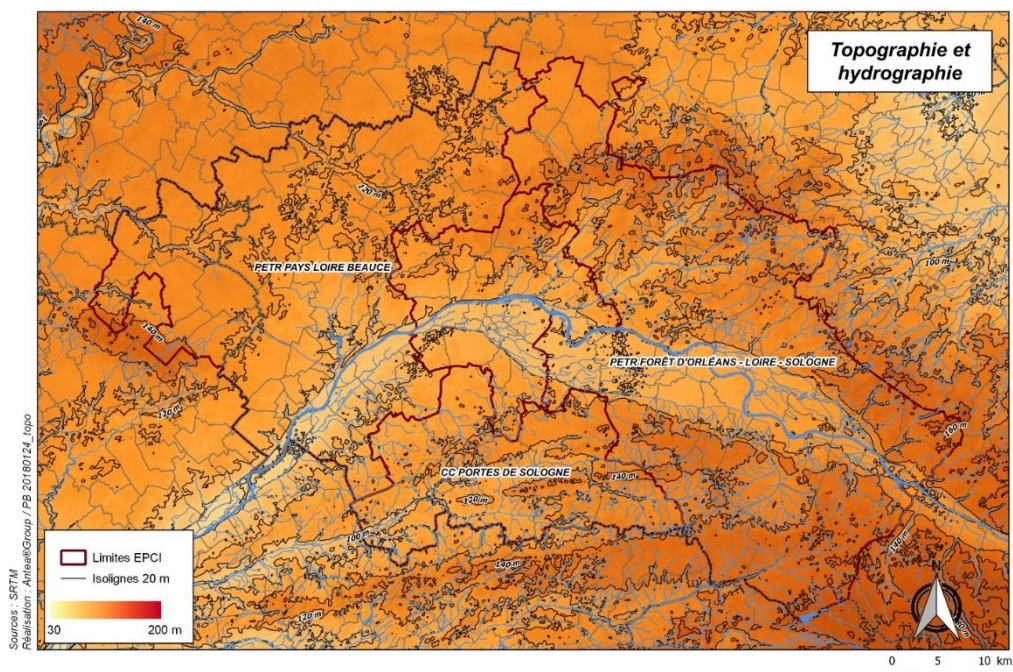 Topographie et
hydrographie
140 m
120 m
PETR PAYS LOIRE BEAUCE
100 m
140 m
PETR FORÊT D'ORLÉANS - LOIRE - SOLOGNE
120 m
160 m
CC PORTES DE SOLOGNE
140 m
120 m
100 m
140 m
140 m
120 m
Limites EPCI
Isolignes 20 m
30
200 m
N
0 5 10 km
Sources : SRTM
Réalisation : Antea®Group / PB 20180124_topo